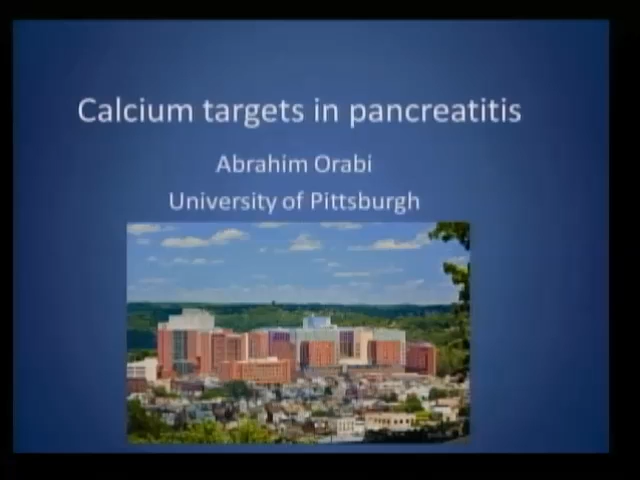 Calcium targets in pancreatitis
Abrahim Orabi
University of Pittsburgh